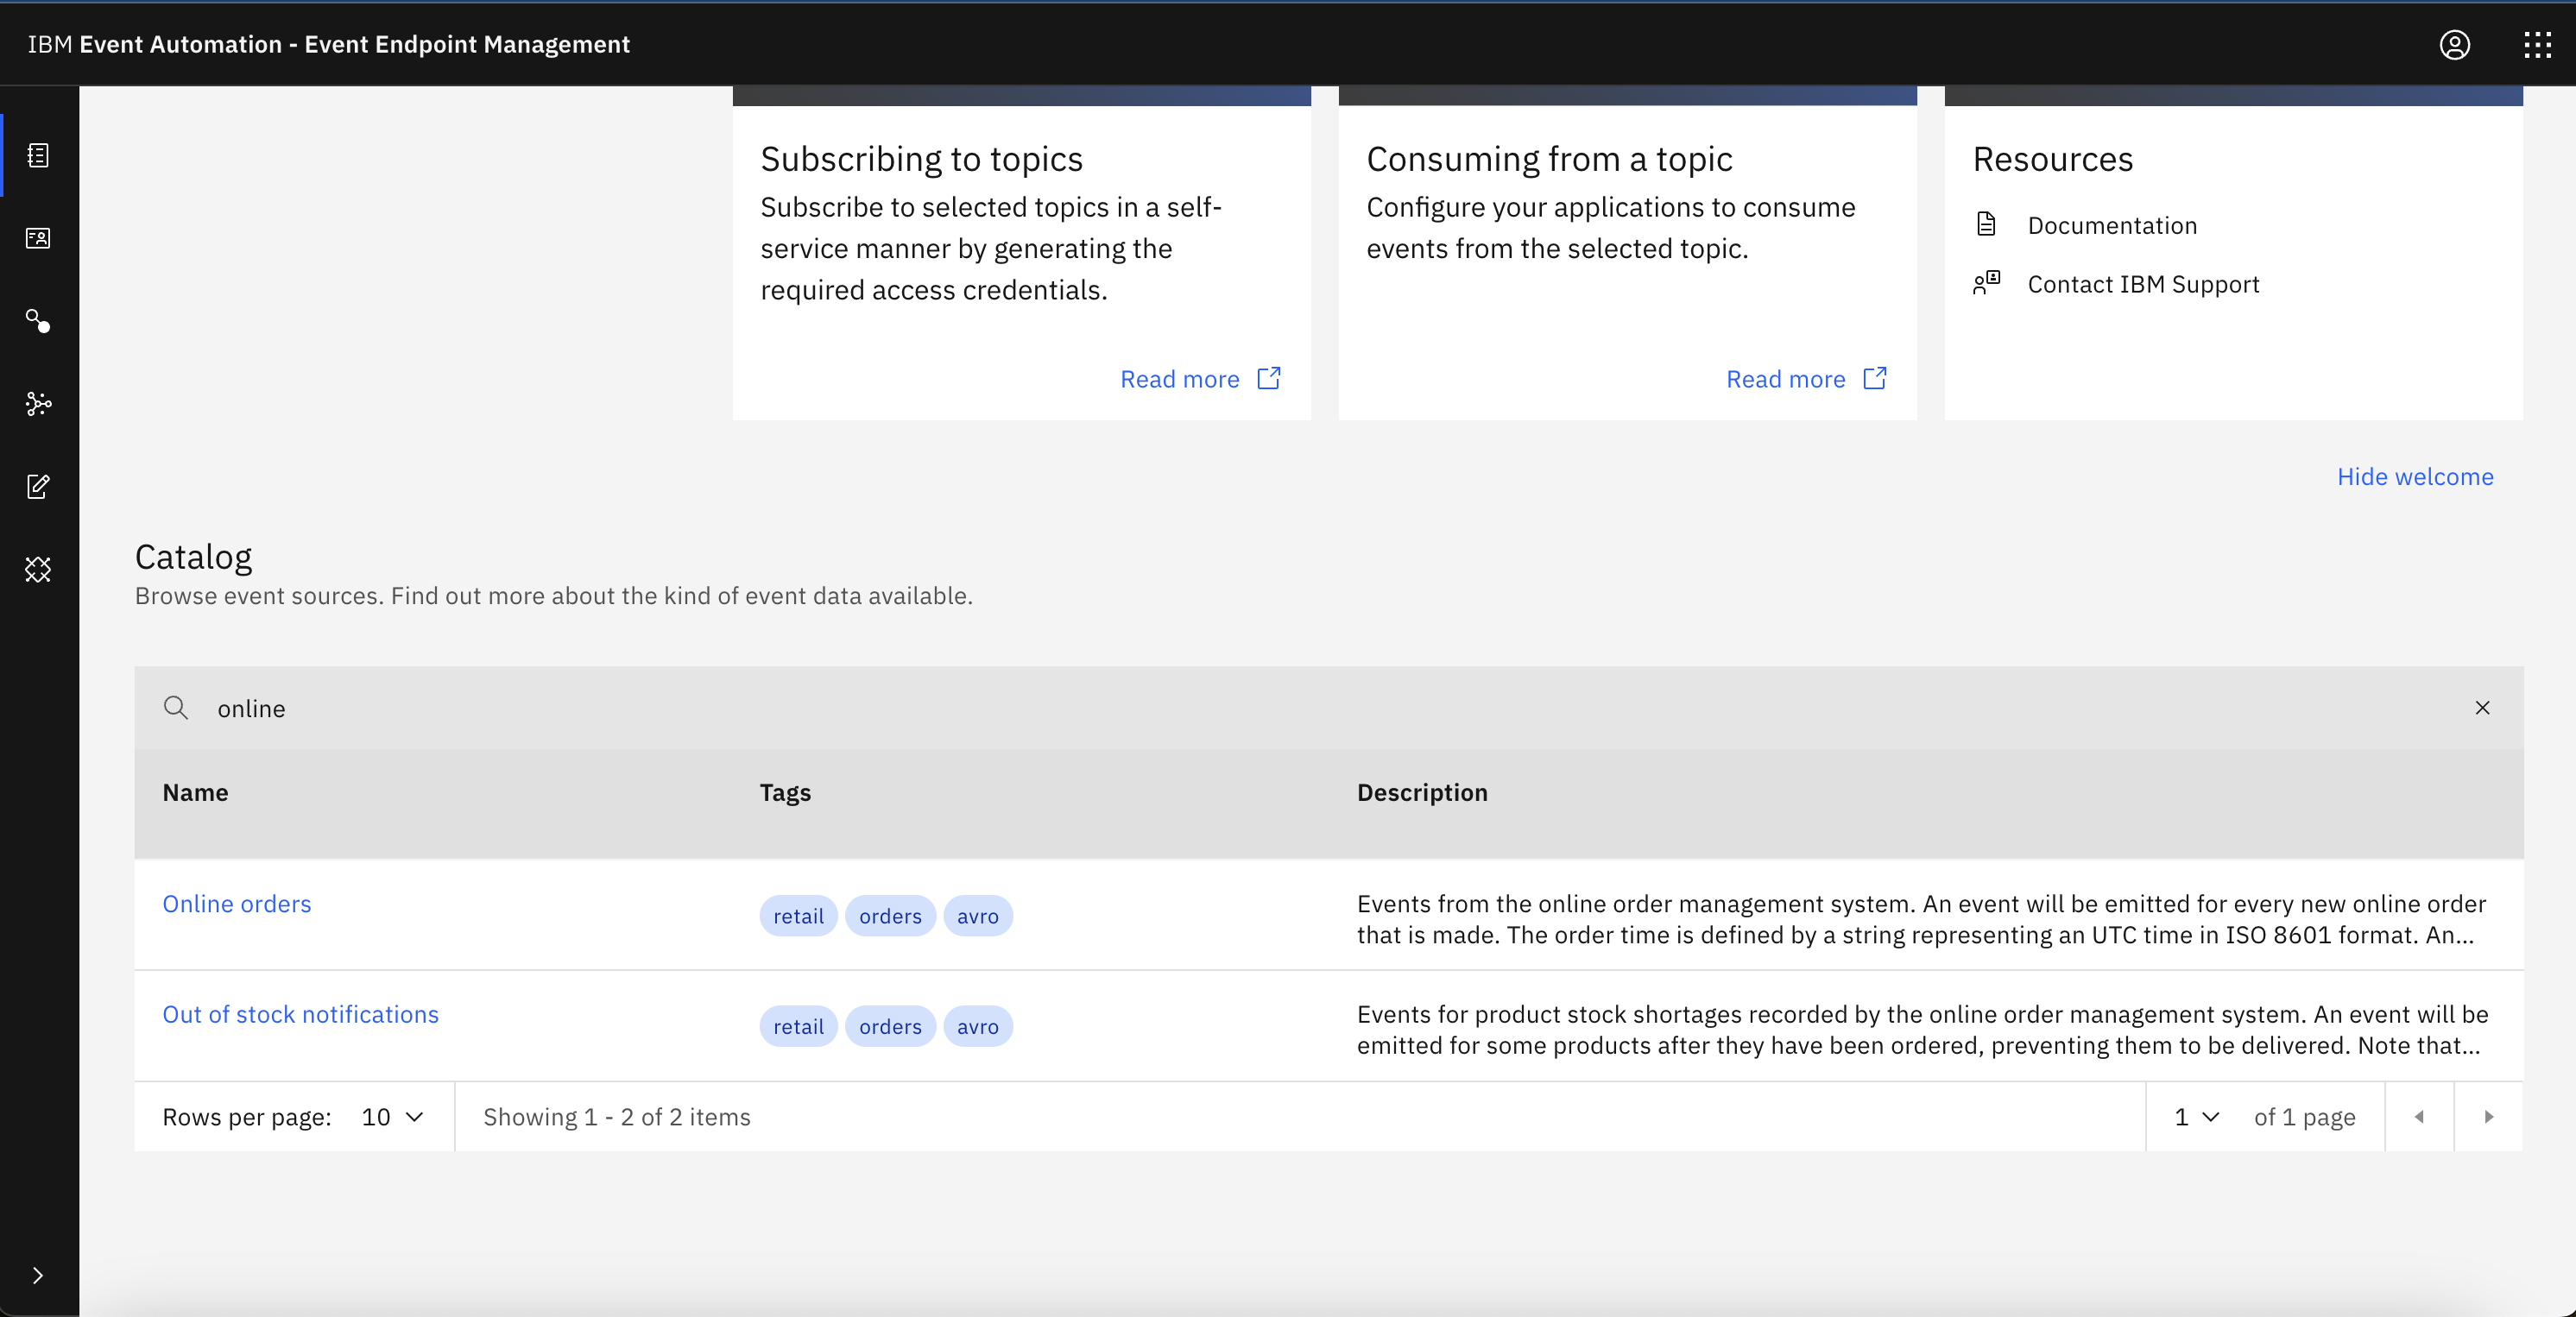 IBM Event Automation - Event Endpoint Management
Subscribing to topics
Subscribe to selected topics in a self-
service manner by generating the
required access credentials.
Read more
Consuming from a topic
Configure your applications to consume
events from the selected topic.
Read more
Resources
Documentation
Contact IBM Support
Hide welcome
Catalog
Browse event sources. Find out more about the kind of event data available.
online
Name Tags Description
Online orders
retail orders avro
Events from the online order management system. An event will be emitted for every new online order
that is made. The order time is defined by a string representing an UTC time in ISO 8601 format. An...
Out of stock notifications
retail orders avro
Events for product stock shortages recorded by the online order management system. An event will be
emitted for some products after they have been ordered, preventing them to be delivered. Note that...
Rows per page: 10 Showing 1 - 2 of 2 items 1 of 1 page